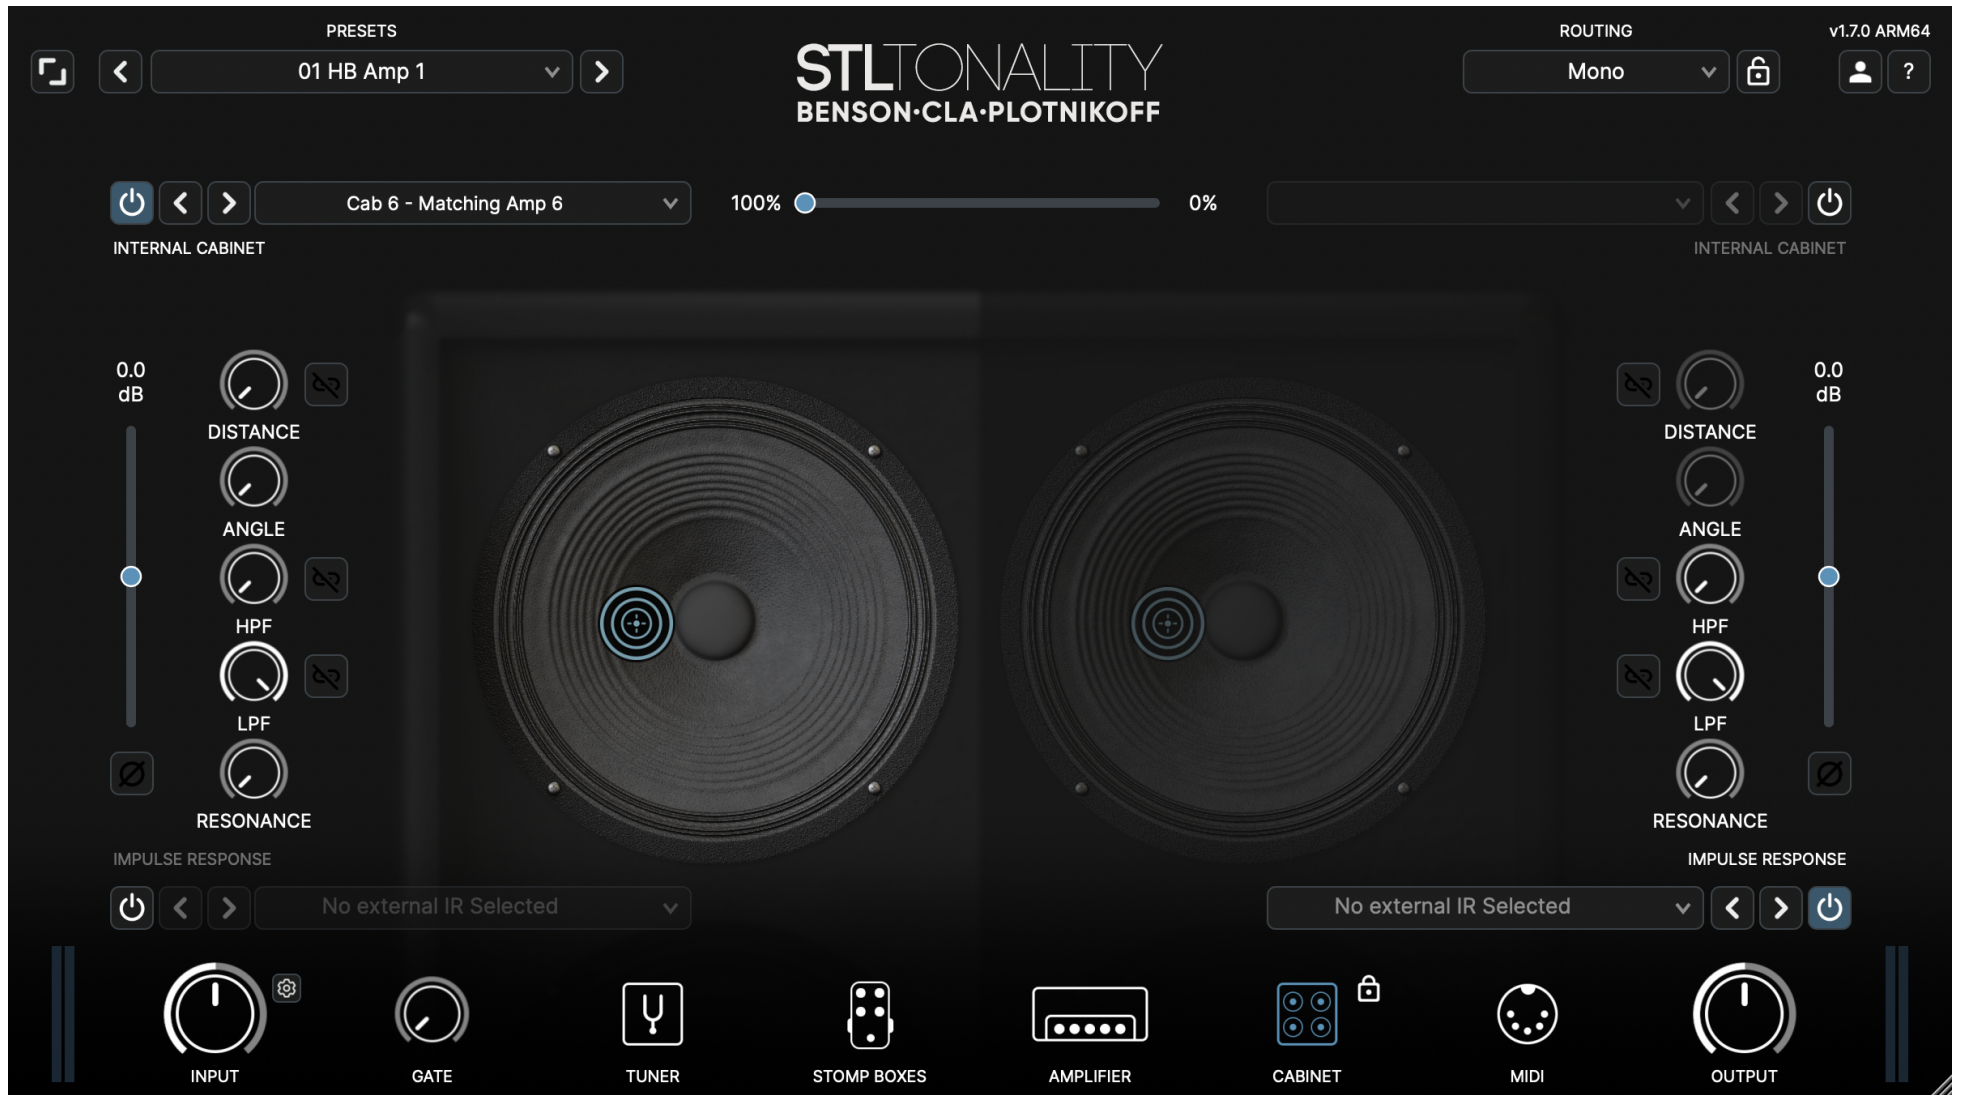 PRESETS
01 HB Amp 1
STLTONALITY
BENSON·CLA·PLOTNIKOFF
ROUTING
Mono
v1.7.0 ARM64
?
Cab 6 - Matching Amp 6
100%
0%
INTERNAL CABINET
INTERNAL CABINET
0.0
dB
DISTANCE
ANGLE
HPF
LPF
RESONANCE
0.0
dB
DISTANCE
ANGLE
HPF
LPF
RESONANCE
IMPULSE RESPONSE
No external IR Selected
IMPULSE RESPONSE
No external IR Selected
INPUT
GATE
TUNER
STOMP BOXES
AMPLIFIER
CABINET
MIDI
OUTPUT